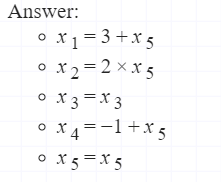 Answer:
∘ x₁ = 3 + x₅
∘ x₂ = 2 × x₅
∘ x₃ = x₃
∘ x₄ = −1 + x₅
∘ x₅ = x₅